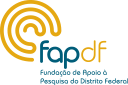 fapdf
Fundação de Apoio à
Pesquisa do Distrito Federal